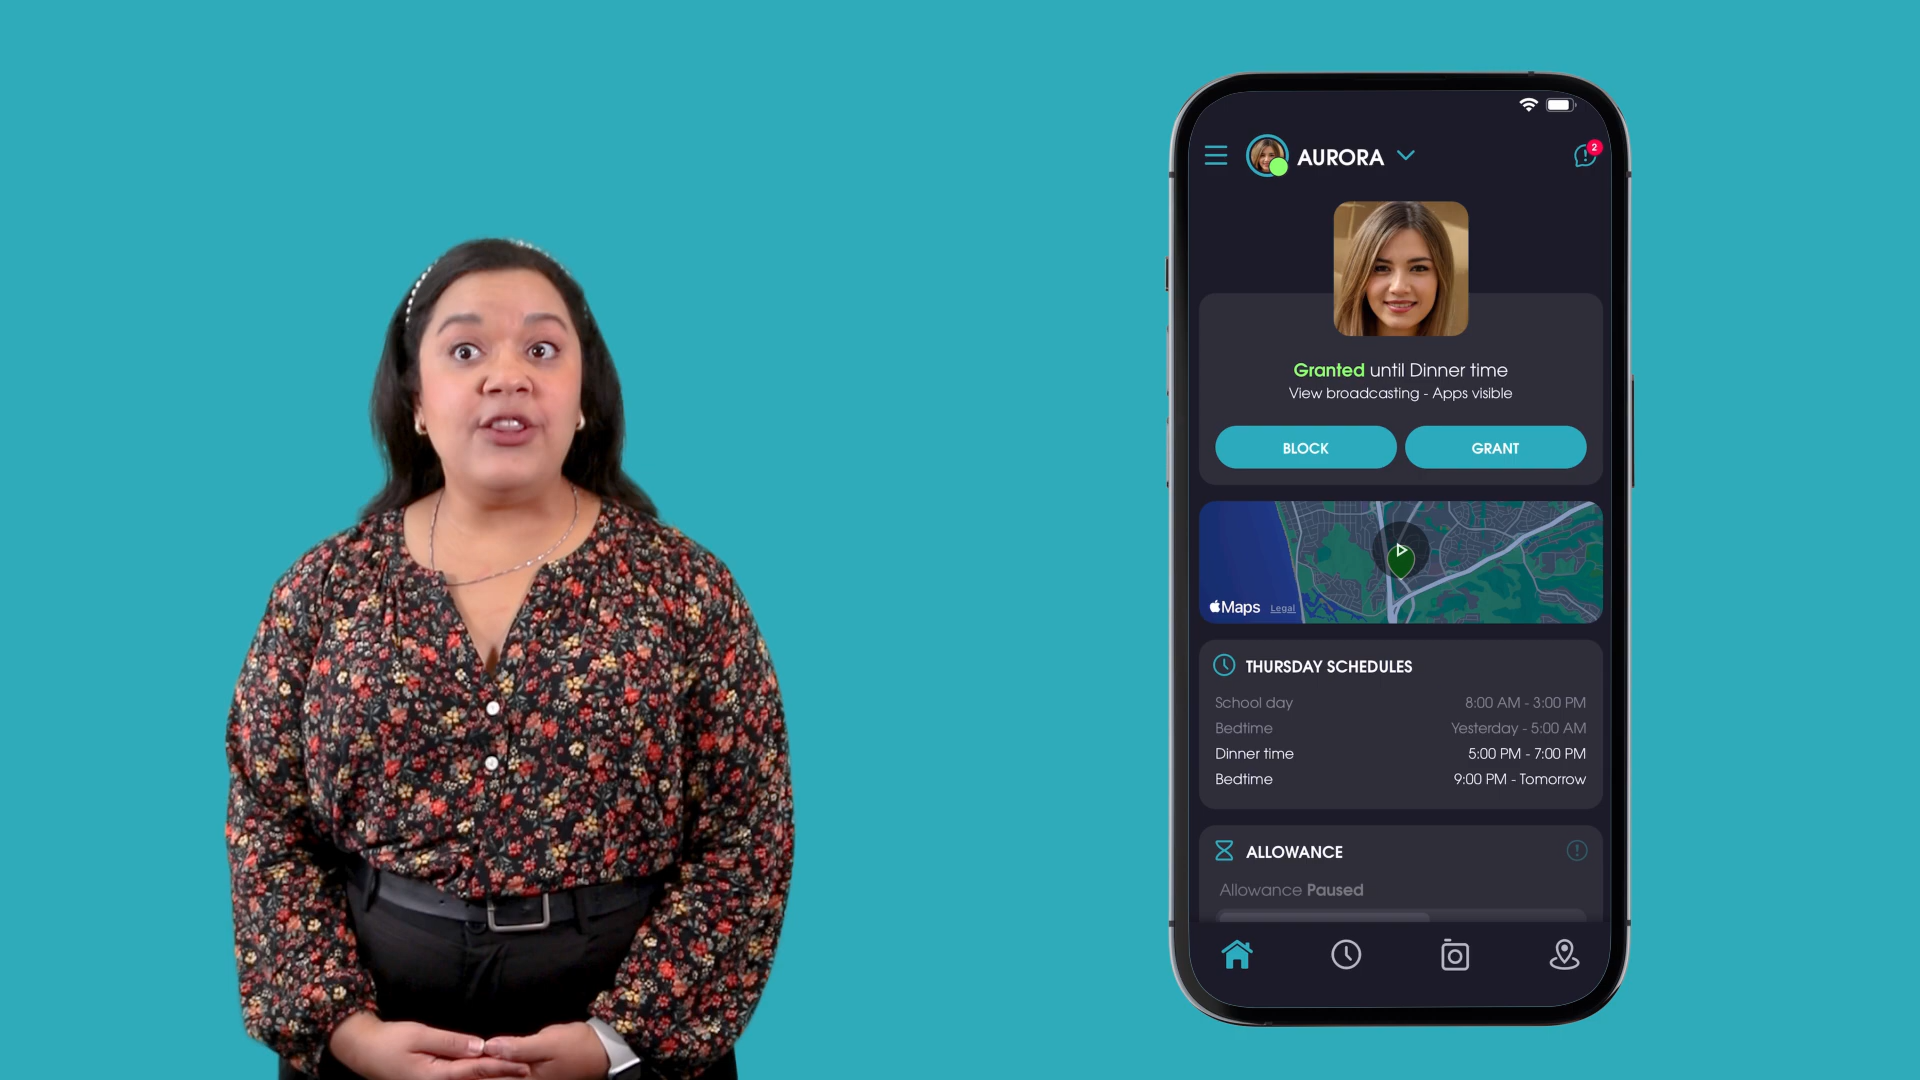 AURORA
2
Granted until Dinner time
View broadcasting - Apps visible
BLOCK
GRANT
Maps Legal
THURSDAY SCHEDULES
School day 8:00 AM - 3:00 PM
Bedtime Yesterday - 5:00 AM
Dinner time 5:00 PM - 7:00 PM
Bedtime 9:00 PM - Tomorrow
ALLOWANCE
Allowance Paused